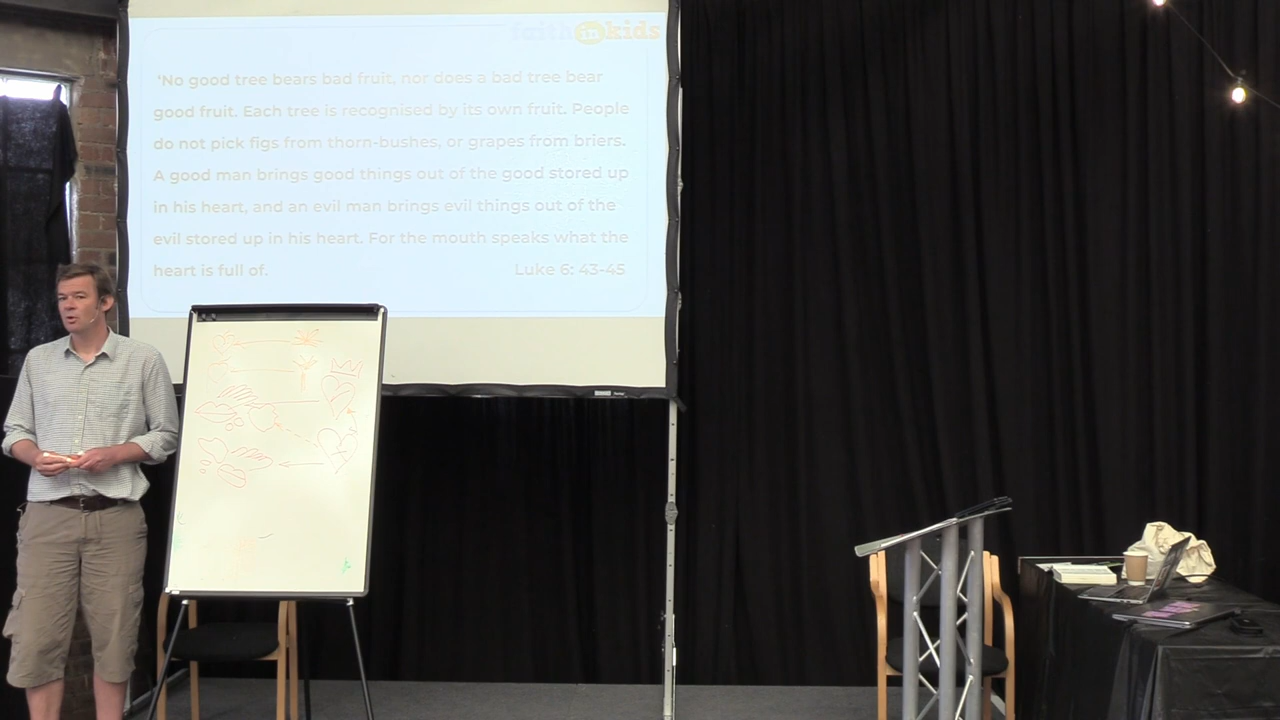 faith in kids
'No good tree bears bad fruit, nor does a bad tree bear
good fruit. Each tree is recognised by its own fruit. People
do not pick figs from thorn-bushes, or grapes from briers.
A good man brings good things out of the good stored up
in his heart, and an evil man brings evil things out of the
evil stored up in his heart. For the mouth speaks what the
heart is full of. Luke 6: 43-45